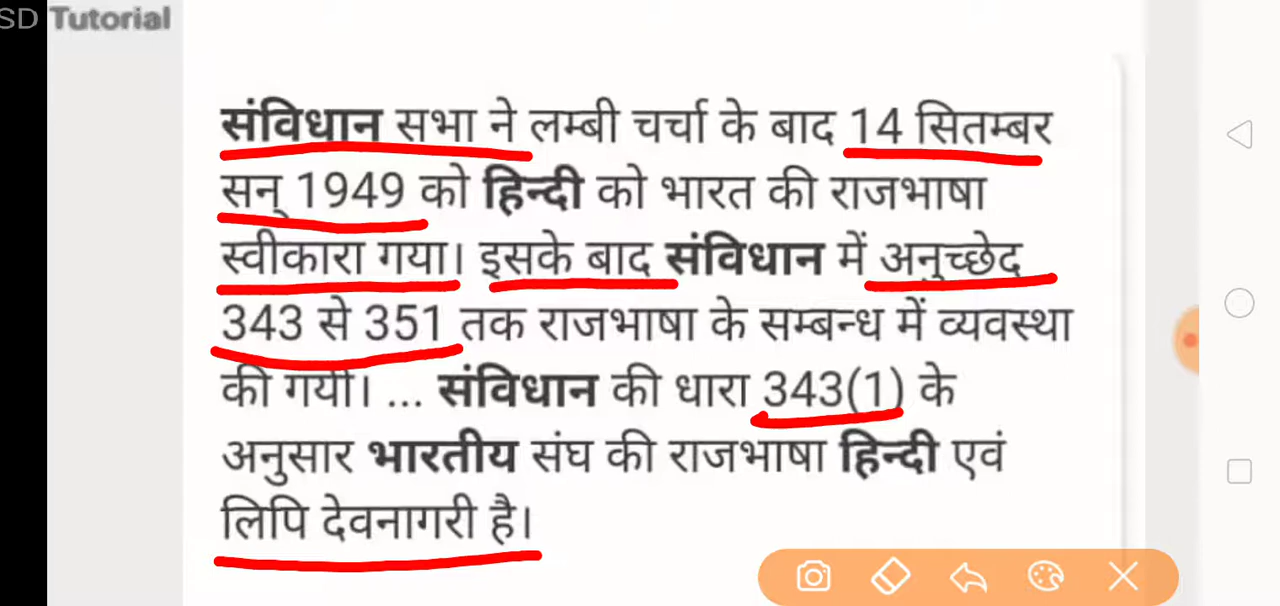 SD Tutorial
संविधान सभा ने लम्बी चर्चा के बाद 14 सितम्बर
सन् 1949 को हिन्दी को भारत की राजभाषा
स्वीकारा गया। इसके बाद संविधान में अनुच्छेद
343 से 351 तक राजभाषा के सम्बन्ध में व्यवस्था
की गयी। ... संविधान की धारा 343(1) के
अनुसार भारतीय संघ की राजभाषा हिन्दी एवं
लिपि देवनागरी है।